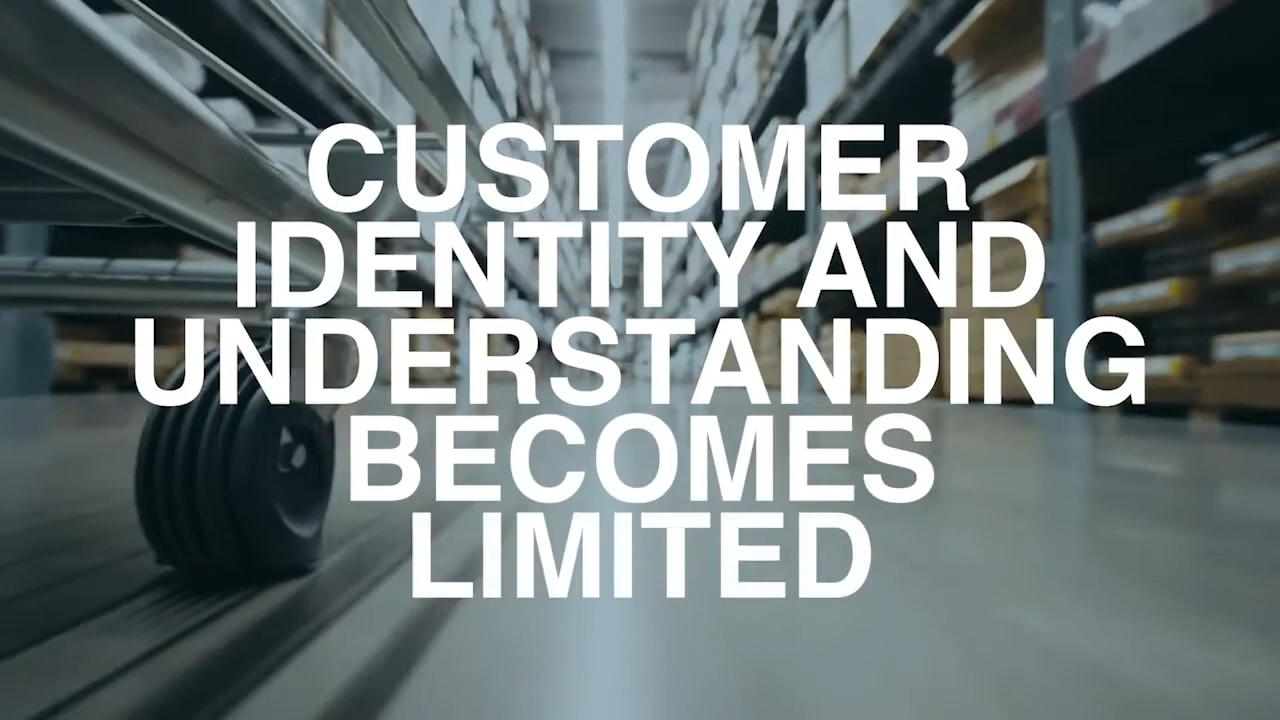 CUSTOMER
IDENTITY AND
UNDERSTANDING
BECOMES
LIMITED